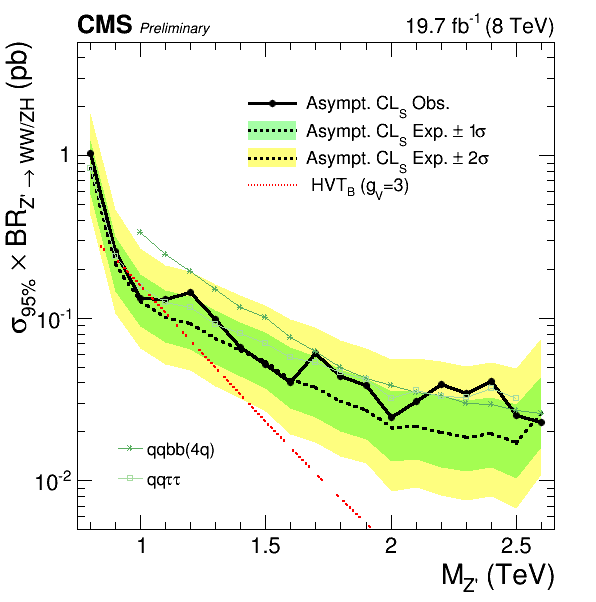 CMS Preliminary 19.7 fb⁻¹ (8 TeV)
σ95% × BR Z' → WW/ZH (pb)
Asympt. CLS Obs.
Asympt. CLS Exp. ± 1σ
Asympt. CLS Exp. ± 2σ
HVTB (gV=3)
1
10⁻¹
qqbb(4q)
qqττ
10⁻²
1 1.5 2 2.5
MZ' (TeV)